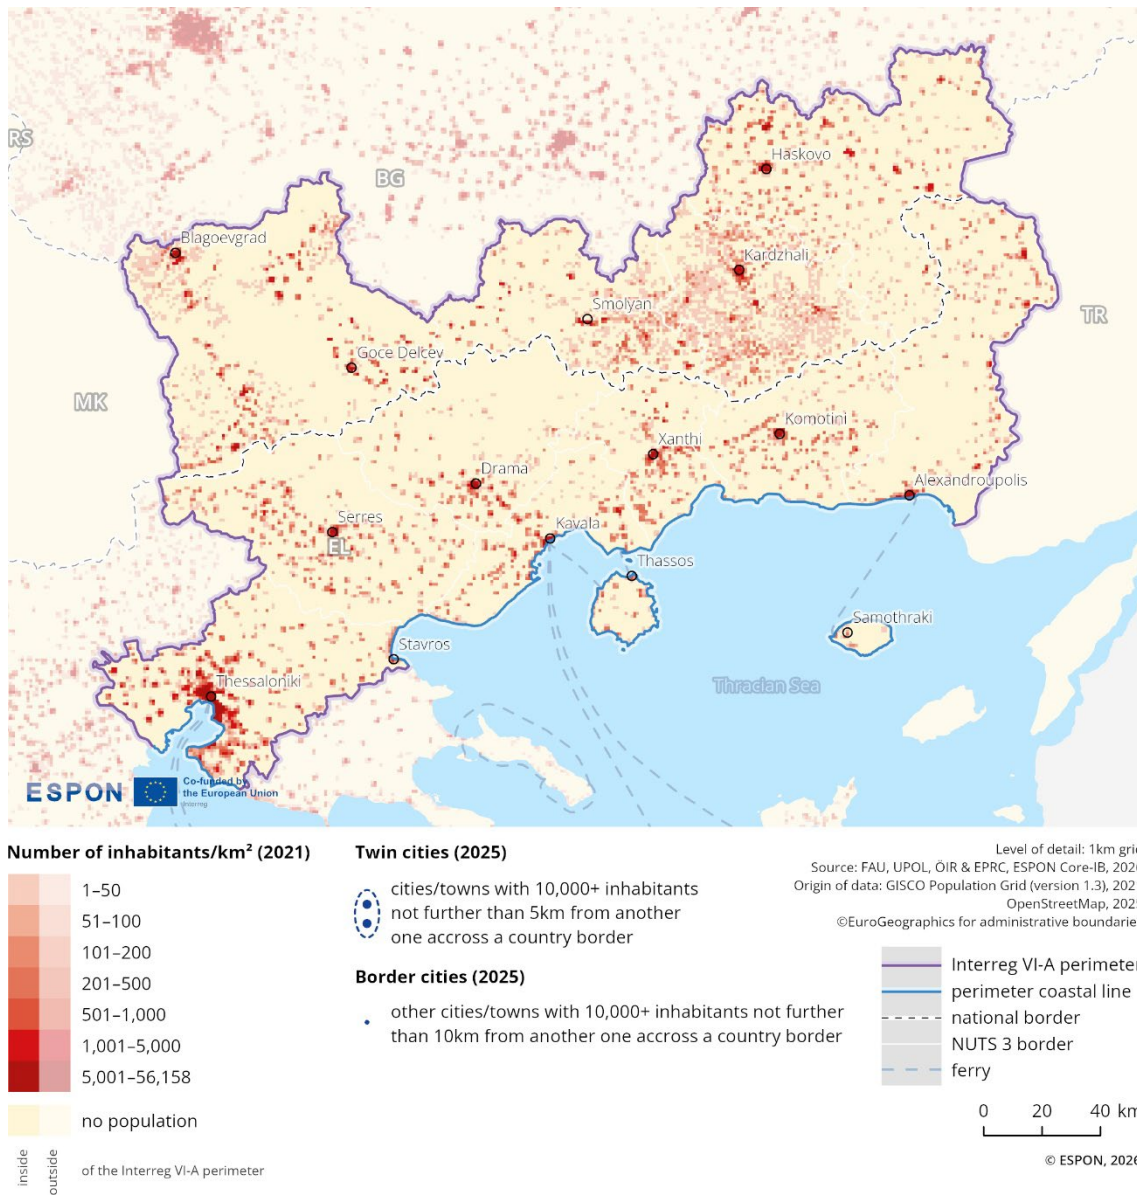 RS
BG
Haskovo
Blagoevgrad
Kardzhali
Smolyan
TR
Goce Delcev
MK
Komotini
Xanthi
Drama
Alexandroupolis
Serres
EL
Kavala
Thassos
Samothraki
Stavros
Thessaloniki
Thracian Sea
ESPON
Co-funded by
the European Union
Interreg
Number of inhabitants/km² (2021)
1–50
51–100
101–200
201–500
501–1,000
1,001–5,000
5,001–56,158
no population
inside
outside
of the Interreg VI-A perimeter
Twin cities (2025)
cities/towns with 10,000+ inhabitants
not further than 5km from another
one accross a country border
Border cities (2025)
other cities/towns with 10,000+ inhabitants not further
than 10km from another one accross a country border
Level of detail: 1km grid
Source: FAU, UPOL, ÖIR & EPRC, ESPON Core-IB, 2026
Origin of data: GISCO Population Grid (version 1.3), 202
OpenStreetMap, 2025
©EuroGeographics for administrative boundarie
Interreg VI-A perimeter
perimeter coastal line
national border
NUTS 3 border
ferry
0 20 40 km
© ESPON, 2026